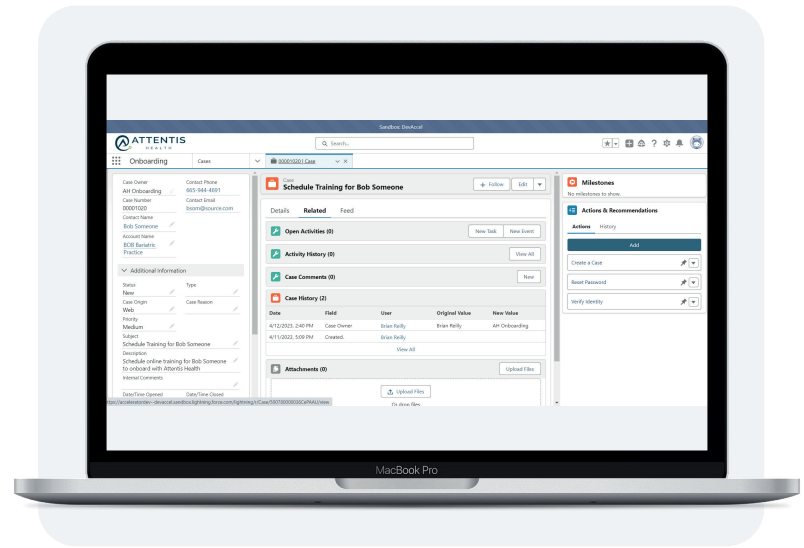 Sandbox: DevAccel
ATTENTIS
HEALTH
Search...
Onboarding
Cases
00001020 | Case
Case Owner
Contact Phone
AH Onboarding
665-944-4691
Case Number
Contact Email
00001020
bsom@source.com
Contact Name
Bob Someone
Account Name
BOB Bariatric
Practice
Additional Information
Status
Type
New
Case Origin
Case Reason
Web
Priority
Medium
Subject
Schedule Training for Bob Someone
Description
Schedule online training for Bob Someone
to onboard with Attentis Health
Internal Comments
Date/Time Opened
Date/Time Closed
Case
Schedule Training for Bob Someone
+ Follow
Edit
Details
Related
Feed
Open Activities (0)
New Task
New Event
Activity History (0)
View All
Case Comments (0)
New
Case History (2)
Date
Field
User
Original Value
New Value
4/12/2023, 2:40 PM
Case Owner
Brian Reilly
Brian Reilly
AH Onboarding
4/11/2023, 5:09 PM
Created.
Brian Reilly
View All
Attachments (0)
Upload Files
Upload Files
Or drop files
Milestones
No milestones to show.
Actions & Recommendations
Actions
History
Add
Create a Case
Reset Password
Verify Identity
MacBook Pro